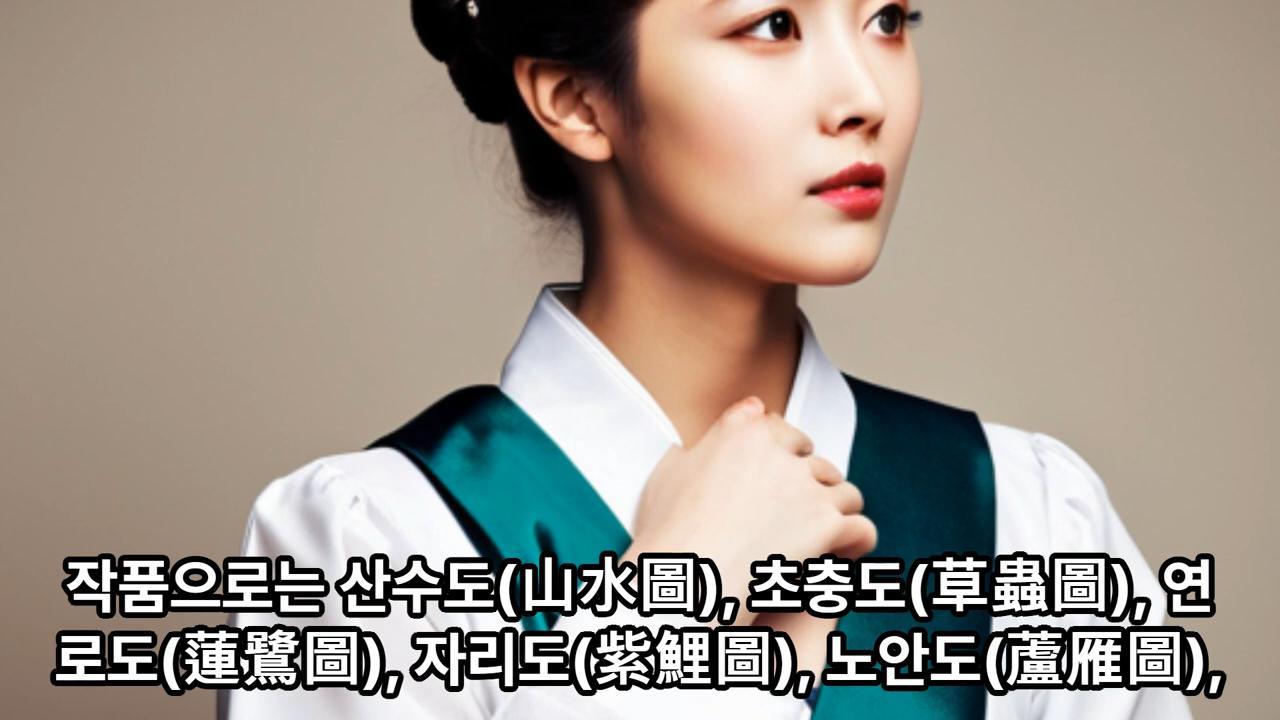 작품으로는 산수도(山水圖), 초충도(草蟲圖), 연
로도(蓮鷺圖), 자리도(紫鯉圖), 노안도(蘆雁圖),